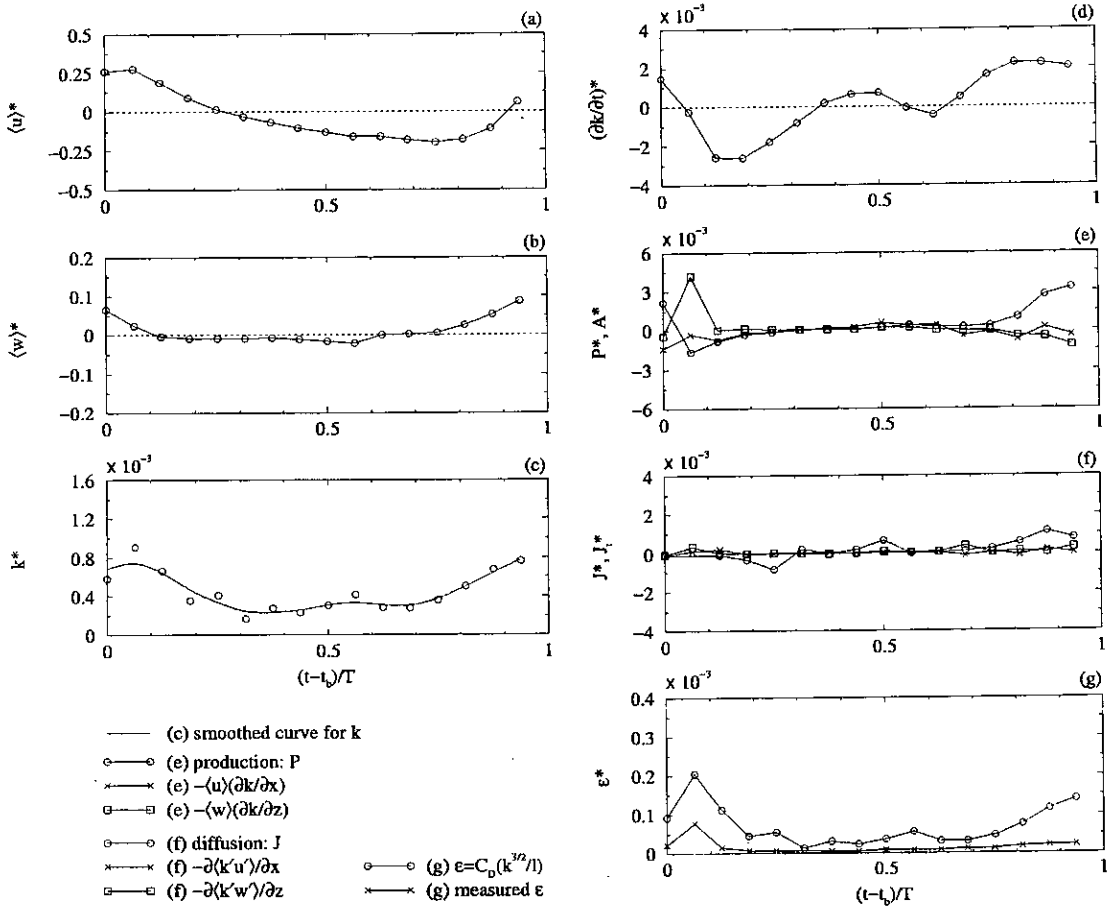 (a)
0.5
0.25
0
−0.25
−0.5
⟨u⟩*
0
0.5
1
(b)
0.2
0.1
0
−0.1
−0.2
⟨w⟩*
0
0.5
1
x 10⁻³
(c)
1.6
1.2
0.8
0.4
0
k*
0
0.5
1
(t−t_b)/T
(c) smoothed curve for k
(e) production: P
(e) −⟨u⟩(∂k/∂x)
(e) −⟨w⟩(∂k/∂z)
(f) diffusion: J
(f) −∂⟨k′u′⟩/∂x
(f) −∂⟨k′w′⟩/∂z
(g) ε=C_D(k^{3/2}/l)
(g) measured ε
x 10⁻³
(d)
4
2
0
−2
−4
(∂k/∂t)*
0
0.5
1
x 10⁻³
(e)
6
3
0
−3
−6
P*, A*
0
0.5
1
x 10⁻³
(f)
4
2
0
−2
−4
J*, J_t*
0
0.5
1
x 10⁻³
(g)
0.4
0.3
0.2
0.1
0
ε*
0
0.5
1
(t−t_b)/T